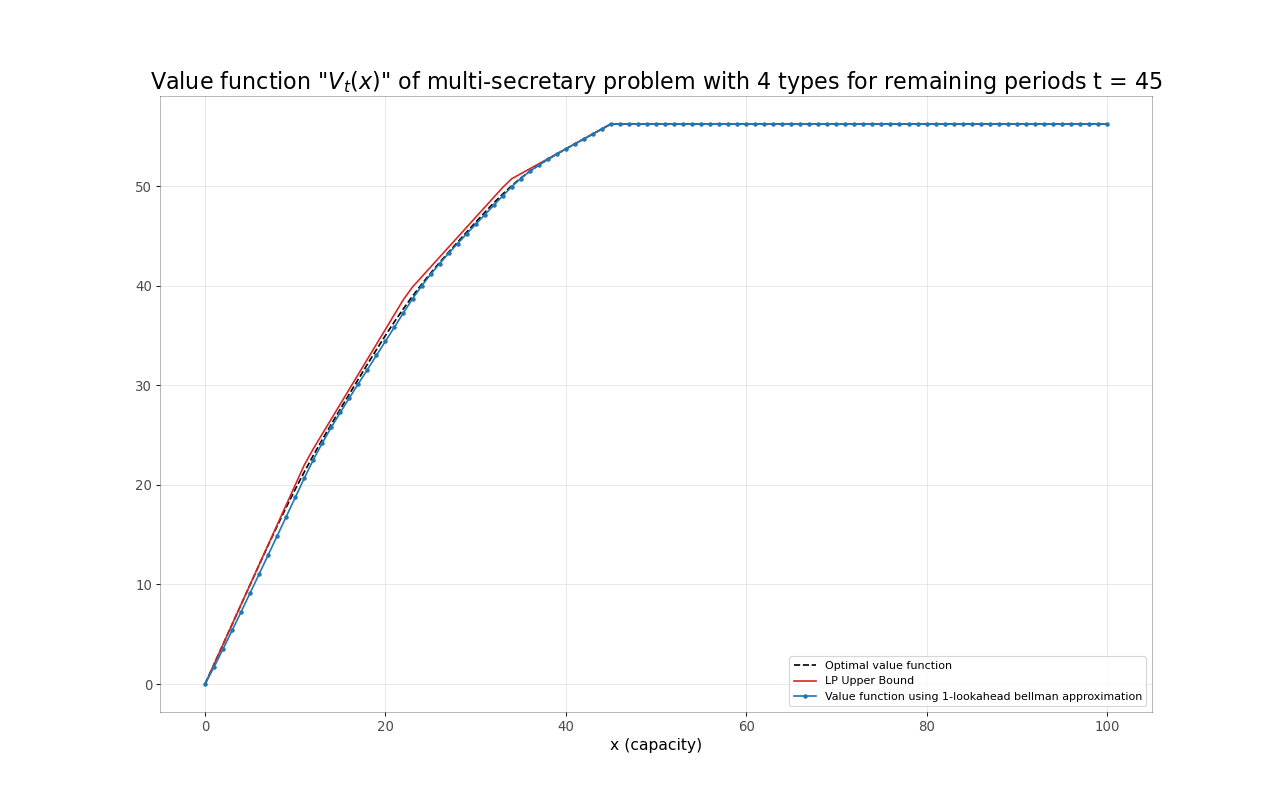 Value function "V_t(x)" of multi-secretary problem with 4 types for remaining periods t = 45
50
40
30
20
10
0
Optimal value function
LP Upper Bound
Value function using 1-lookahead bellman approximation
0 20 40 60 80 100
x (capacity)